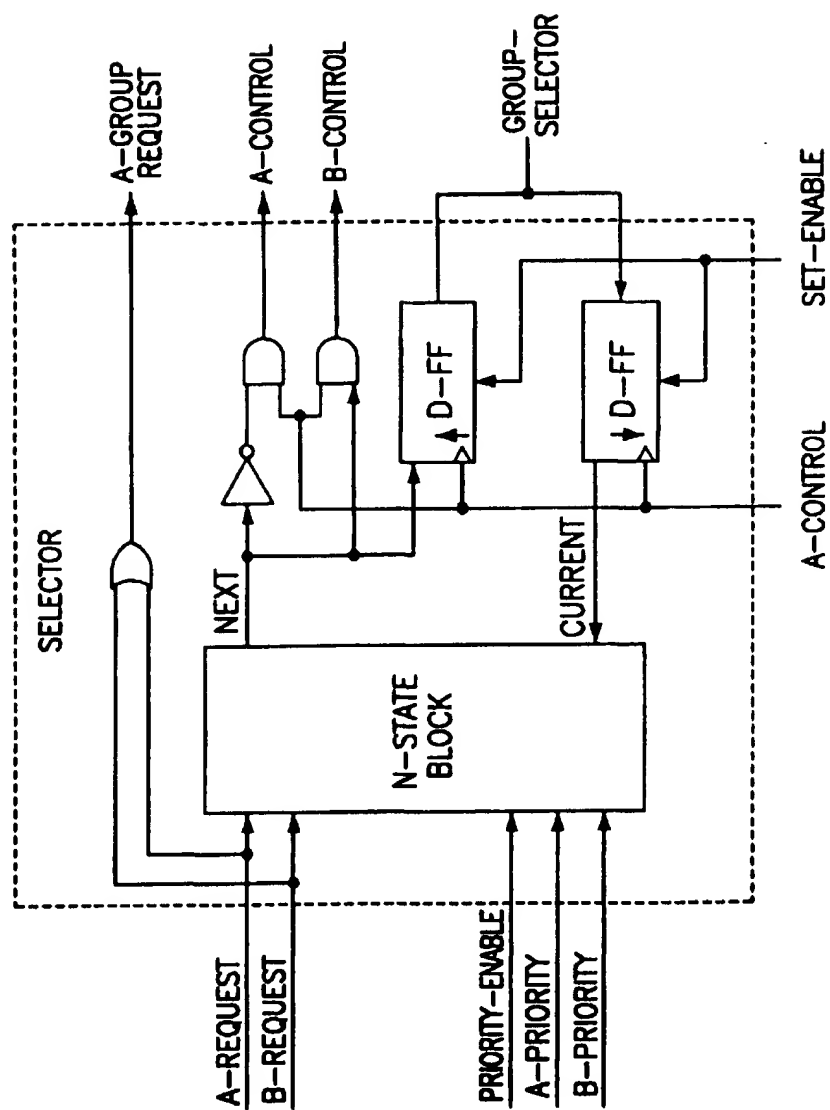 SELECTOR
A-GROUP
REQUEST
A-CONTROL
B-CONTROL
GROUP-
SELECTOR
NEXT
D-FF
D-FF
CURRENT
N-STATE
BLOCK
A-REQUEST
B-REQUEST
PRIORITY-ENABLE
A-PRIORITY
B-PRIORITY
A-CONTROL
SET-ENABLE